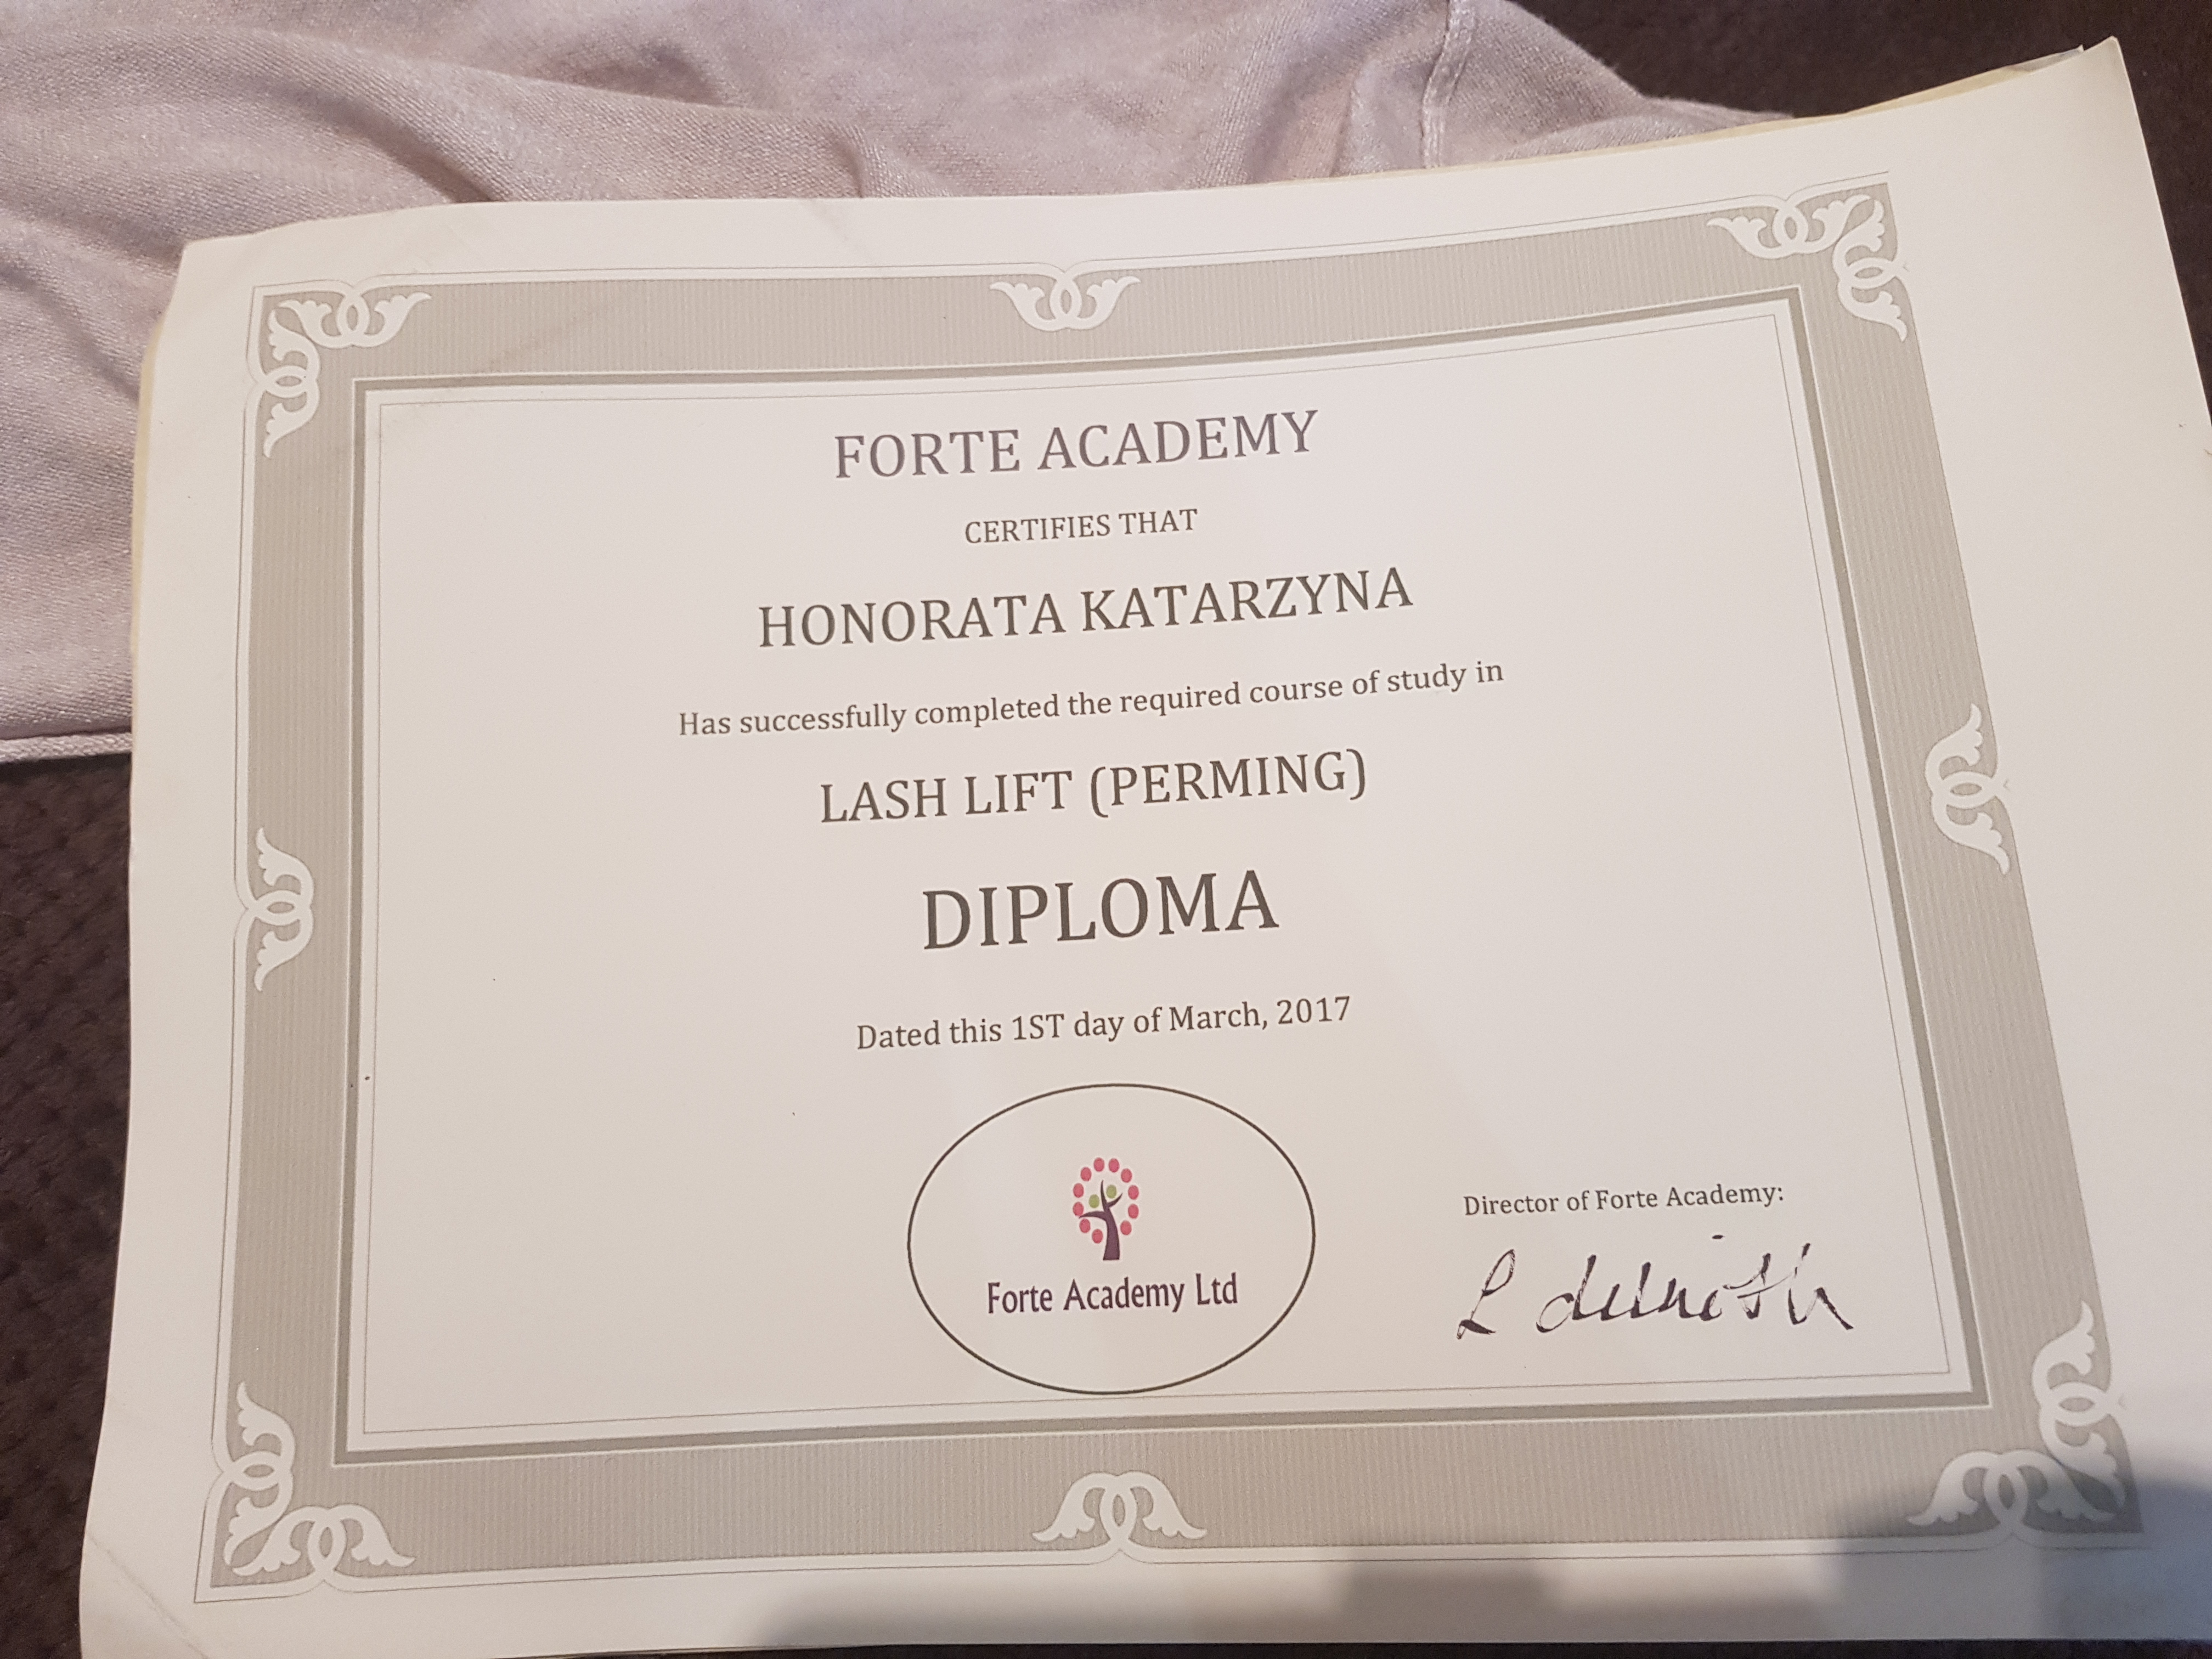 FORTE ACADEMY
CERTIFIES THAT
HONORATA KATARZYNA
Has successfully completed the required course of study in
LASH LIFT (PERMING)
DIPLOMA
Dated this 1ST day of March, 2017
Forte Academy Ltd
Director of Forte Academy: